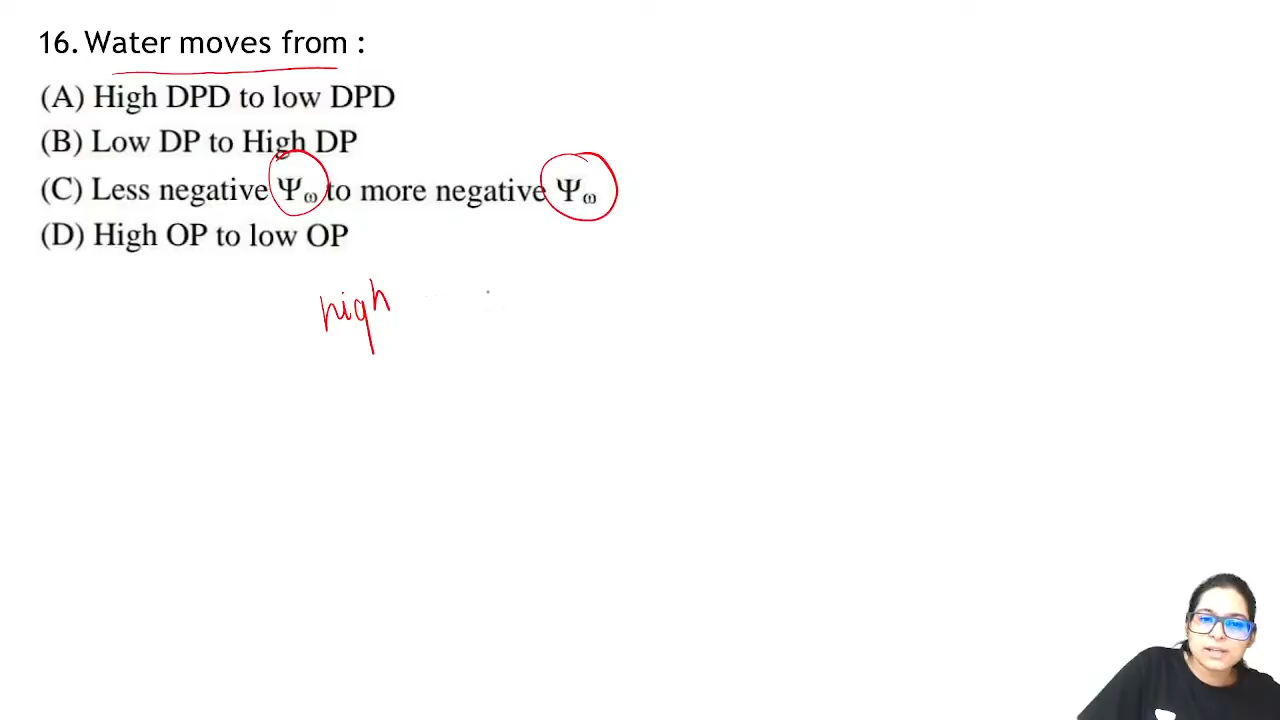 16. Water moves from :
(A) High DPD to low DPD
(B) Low DP to High DP
(C) Less negative Ψω to more negative Ψω
(D) High OP to low OP
high